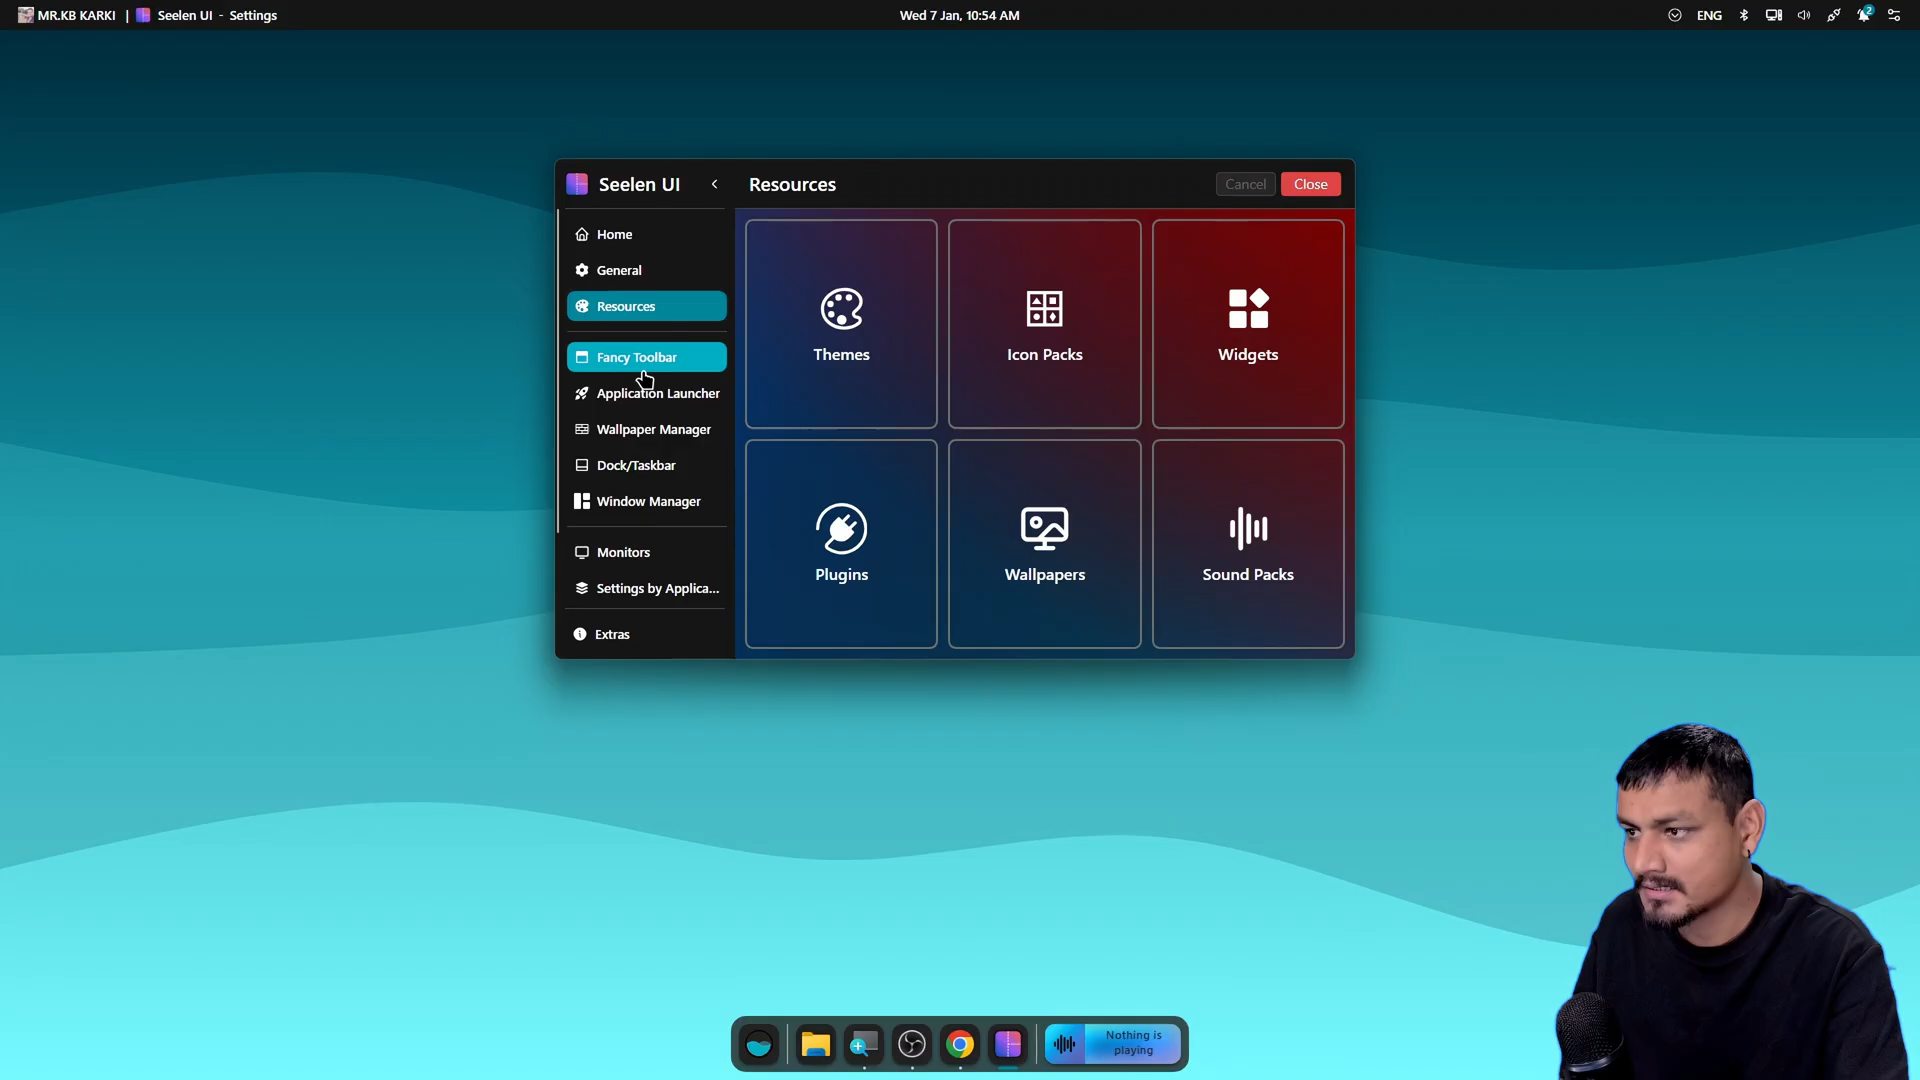 MR.KB KARKI | Seelen UI - Settings
Wed 7 Jan, 10:54 AM
ENG
2
Seelen UI
Resources
Cancel
Close
Home
General
Resources
Fancy Toolbar
Application Launcher
Wallpaper Manager
Dock/Taskbar
Window Manager
Monitors
Settings by Applica...
Extras
Themes
Icon Packs
Widgets
Plugins
Wallpapers
Sound Packs
Nothing is
playing